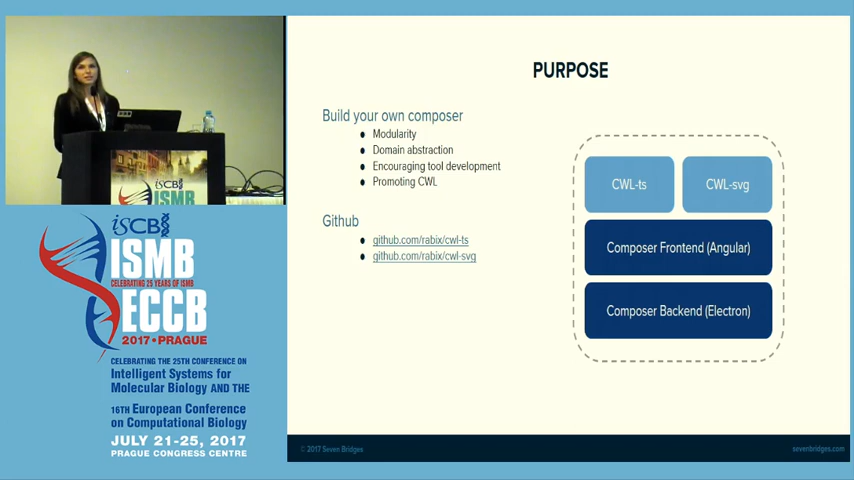 PURPOSE
Build your own composer
● Modularity
● Domain abstraction
● Encouraging tool development
● Promoting CWL
Github
● github.com/rabix/cwl-ts
● github.com/rabix/cwl-svg
CWL-ts
CWL-svg
Composer Frontend (Angular)
Composer Backend (Electron)
© 2017 Seven Bridges
sevenbridges.com
iSCB
ISMB
iSCB
ISMB
CELEBRATING 25 YEARS OF ISMB
ECCB
2017 • PRAGUE
CELEBRATING THE 25TH CONFERENCE ON
Intelligent Systems for
Molecular Biology AND THE
16TH European Conference
on Computational Biology
JULY 21-25, 2017
PRAGUE CONGRESS CENTRE